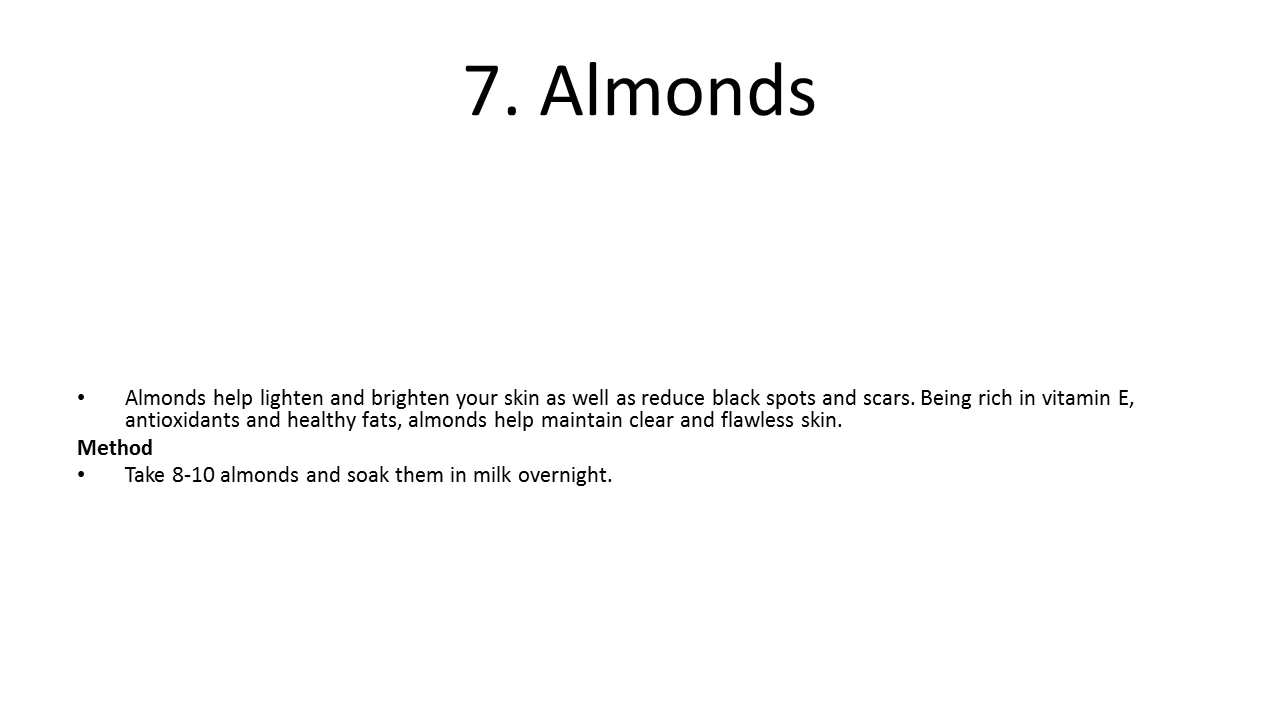 7. Almonds
• Almonds help lighten and brighten your skin as well as reduce black spots and scars. Being rich in vitamin E,
antioxidants and healthy fats, almonds help maintain clear and flawless skin.
Method
• Take 8-10 almonds and soak them in milk overnight.